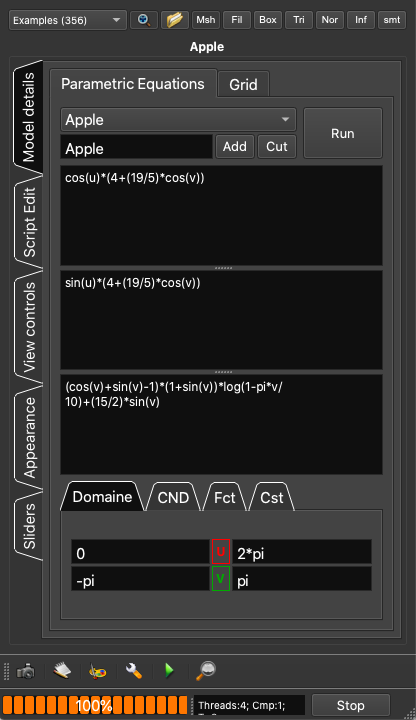 Examples (356) Msh Fil Box Tri Nor Inf smt
Apple
Model details
Script Edit
View controls
Appearance
Sliders
Parametric Equations Grid
Apple Run
Apple Add Cut
cos(u)*(4+(19/5)*cos(v))
sin(u)*(4+(19/5)*cos(v))
(cos(v)+sin(v)-1)*(1+sin(v))*log(1-pi*v/
10)+(15/2)*sin(v)
Domaine CND Fct Cst
0 U 2*pi
-pi V pi
100% Threads:4; Cmp:1; Stop